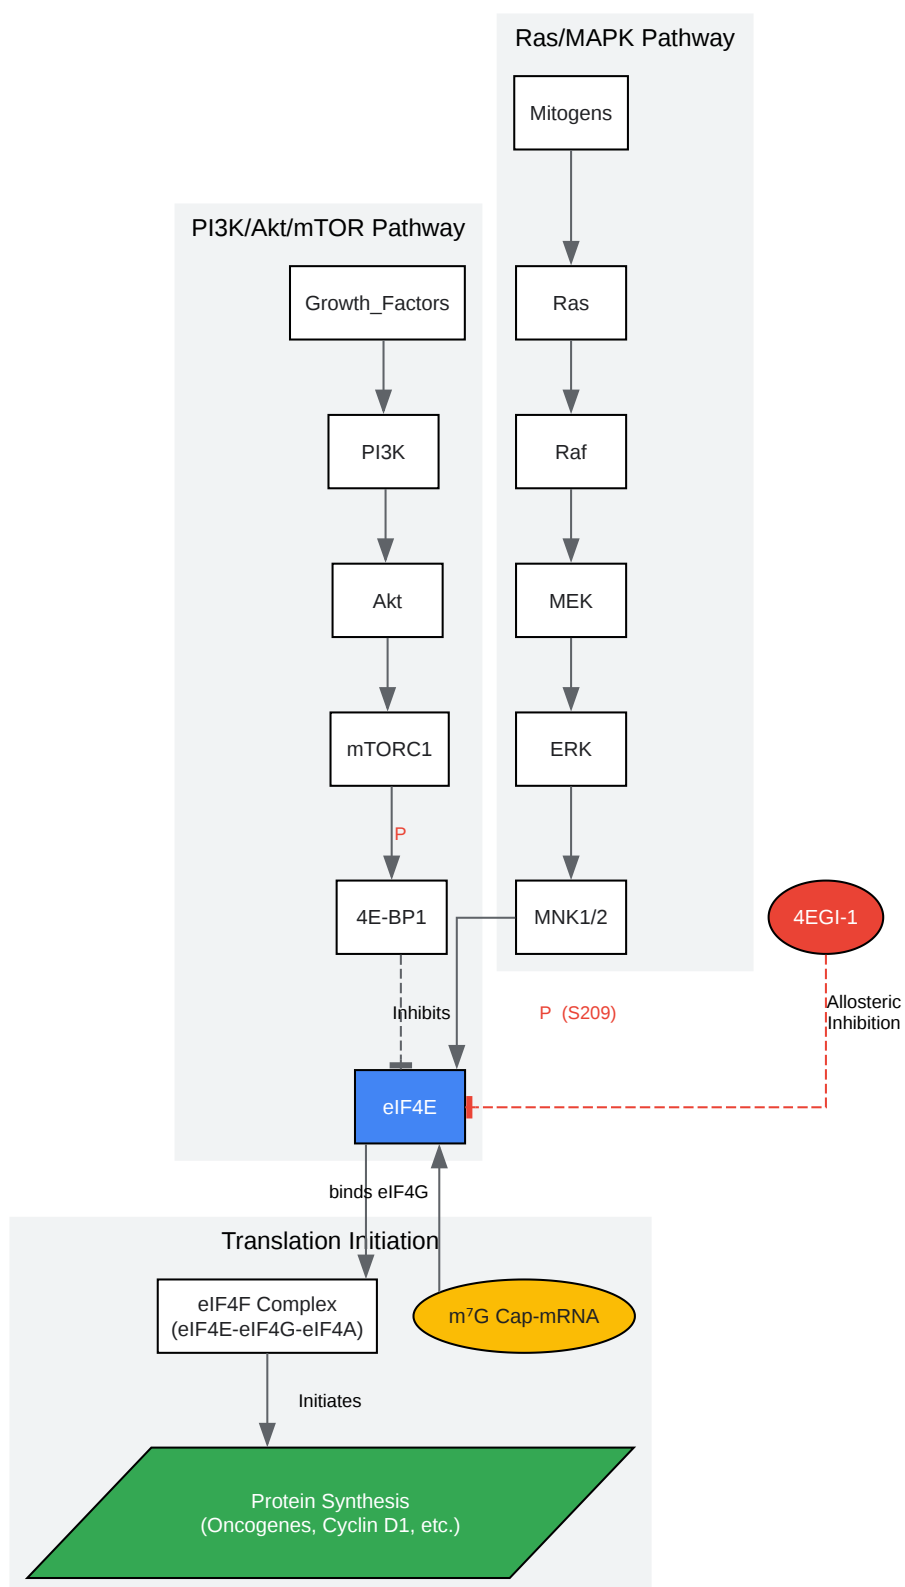 Ras/MAPK Pathway
Mitogens
PI3K/Akt/mTOR Pathway
Growth_Factors
Ras
PI3K
Raf
Akt
MEK
mTORC1
ERK
P
4E-BP1
MNK1/2
4EGI-1
Inhibits
P (S209)
Allosteric
Inhibition
eIF4E
binds eIF4G
Translation Initiation
eIF4F Complex
(eIF4E-eIF4G-eIF4A)
m⁷G Cap-mRNA
Initiates
Protein Synthesis
(Oncogenes, Cyclin D1, etc.)